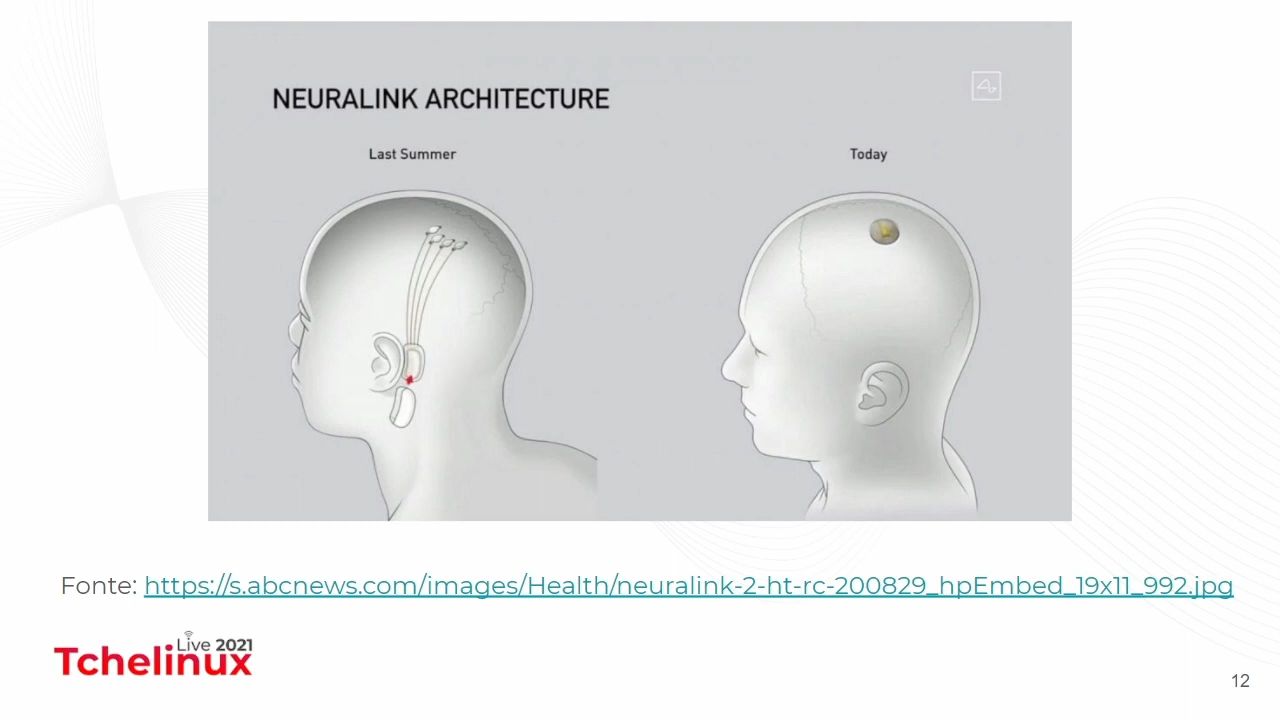 NEURALINK ARCHITECTURE
Last Summer
Today
Fonte: https://s.abcnews.com/images/Health/neuralink-2-ht-rc-200829_hpEmbed_19x11_992.jpg
Live 2021
Tchelinux
12